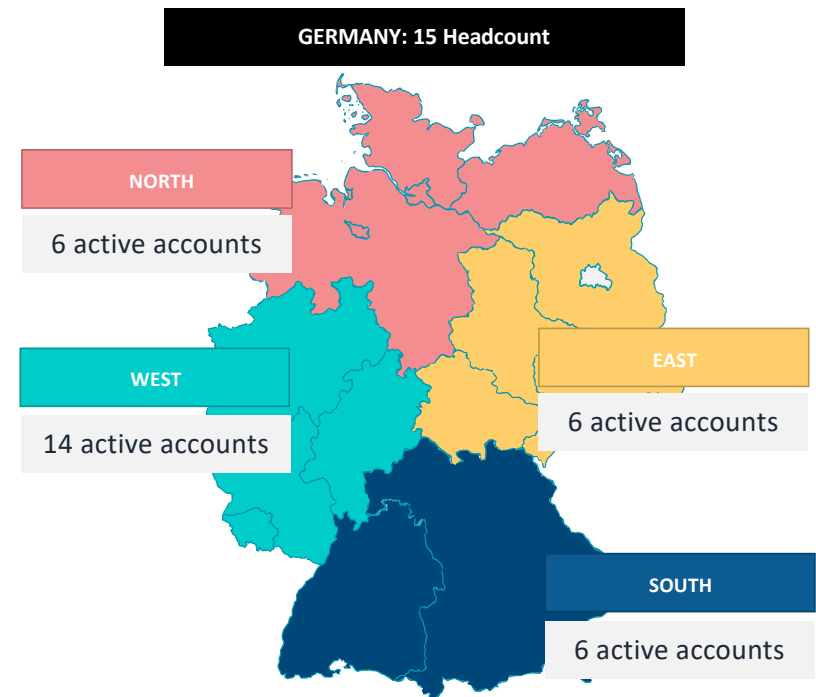 GERMANY: 15 Headcount
NORTH
6 active accounts
WEST
14 active accounts
EAST
6 active accounts
SOUTH
6 active accounts